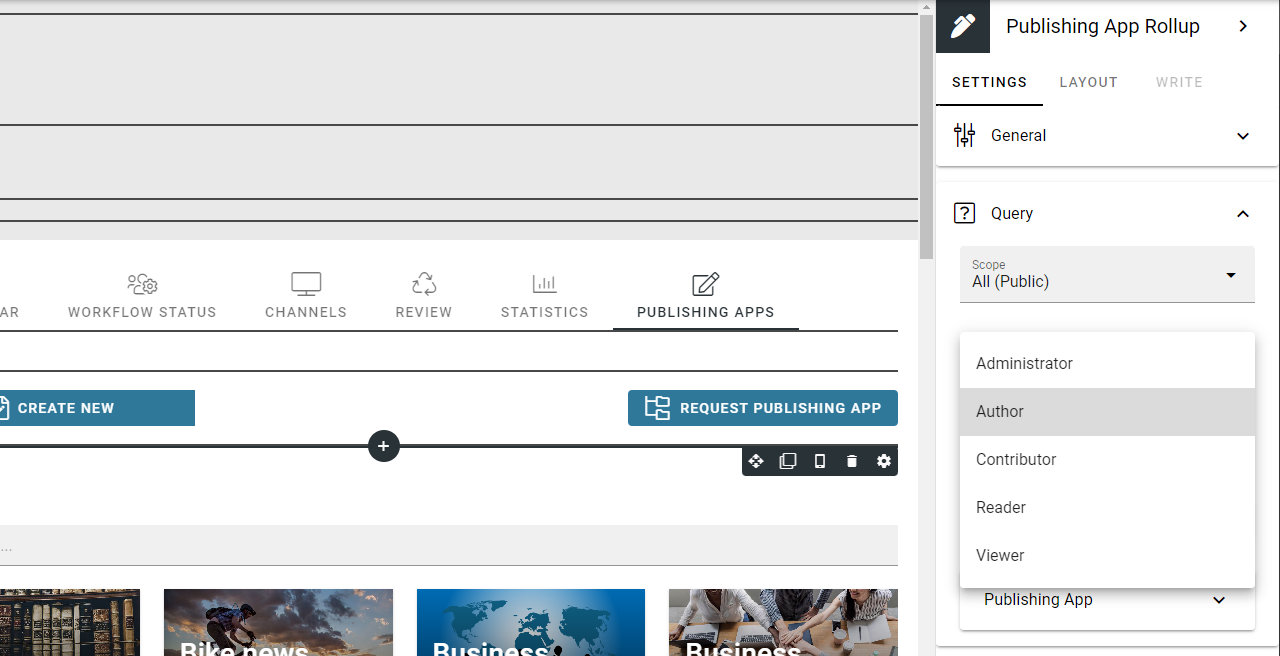 Publishing App Rollup
SETTINGS
LAYOUT
WRITE
General
Query
Scope
All (Public)
Administrator
Author
Contributor
Reader
Viewer
Publishing App
AR
WORKFLOW STATUS
CHANNELS
REVIEW
STATISTICS
PUBLISHING APPS
CREATE NEW
REQUEST PUBLISHING APP
...
Bike news
Business
Business